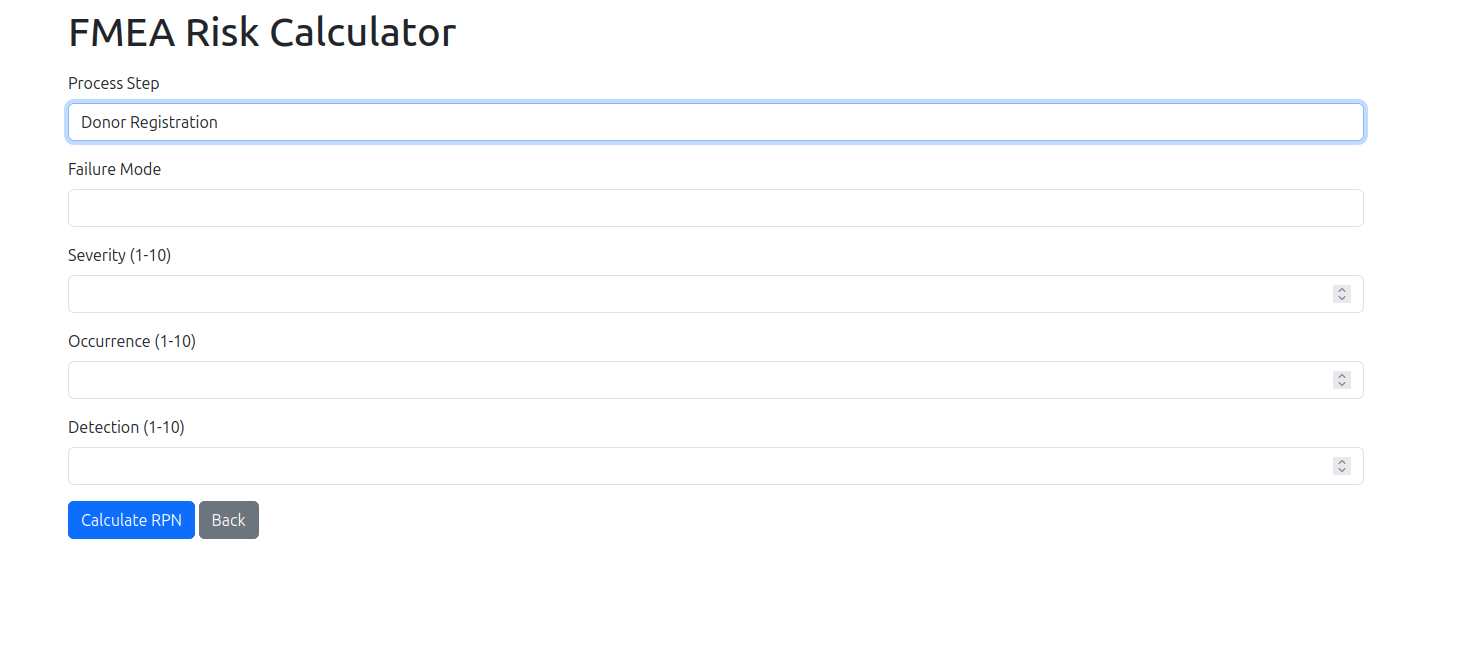 FMEA Risk Calculator
Process Step
Donor Registration
Failure Mode
Severity (1-10)
Occurrence (1-10)
Detection (1-10)
Calculate RPN Back